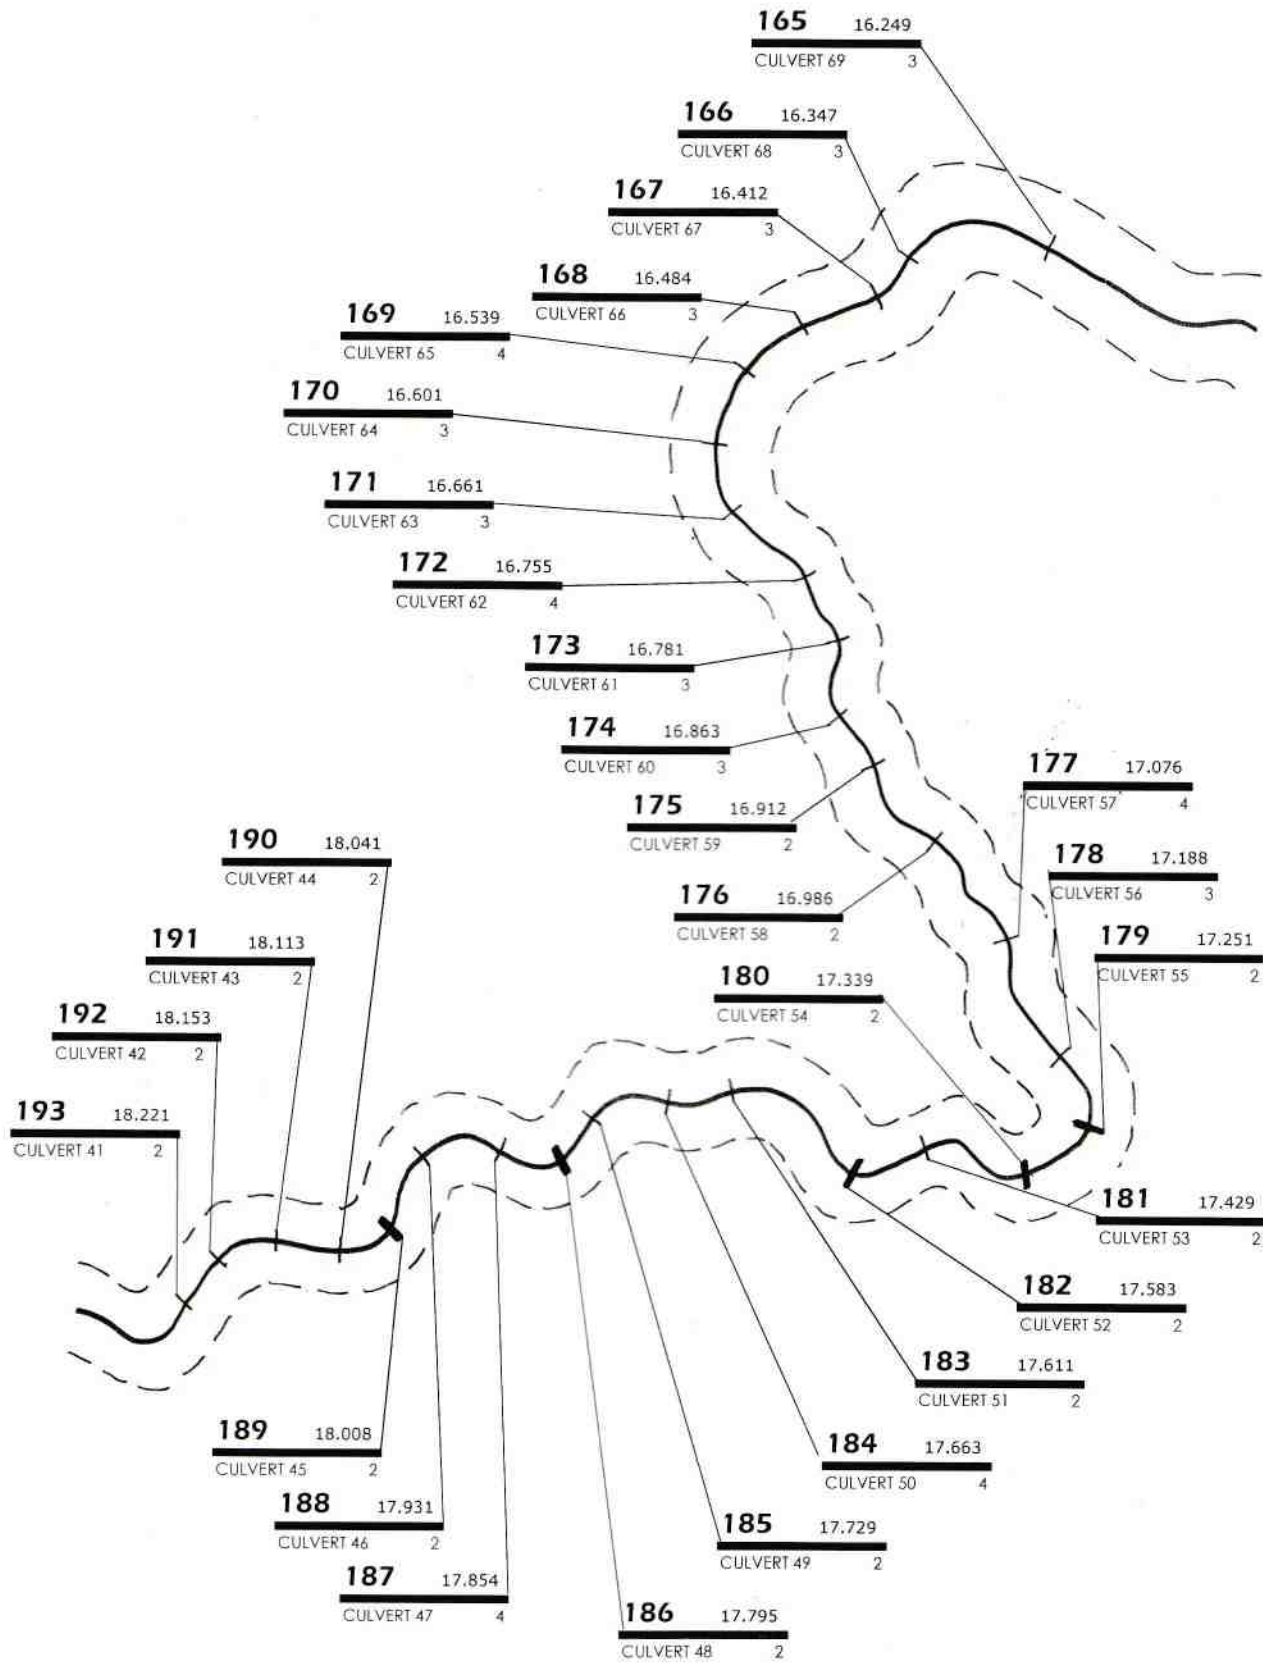 165 16.249
CULVERT 69 3
166 16.347
CULVERT 68 3
167 16.412
CULVERT 67 3
168 16.484
CULVERT 66 3
169 16.539
CULVERT 65 4
170 16.601
CULVERT 64 3
171 16.661
CULVERT 63 3
172 16.755
CULVERT 62 4
173 16.781
CULVERT 61 3
174 16.863
CULVERT 60 3
175 16.912
CULVERT 59 2
176 16.986
CULVERT 58 2
177 17.076
CULVERT 57 4
178 17.188
CULVERT 56 3
179 17.251
CULVERT 55 2
180 17.339
CULVERT 54 2
181 17.429
CULVERT 53 2
182 17.583
CULVERT 52 2
183 17.611
CULVERT 51 2
184 17.663
CULVERT 50 4
185 17.729
CULVERT 49 2
186 17.795
CULVERT 48 2
187 17.854
CULVERT 47 4
188 17.931
CULVERT 46 2
189 18.008
CULVERT 45 2
190 18.041
CULVERT 44 2
191 18.113
CULVERT 43 2
192 18.153
CULVERT 42 2
193 18.221
CULVERT 41 2